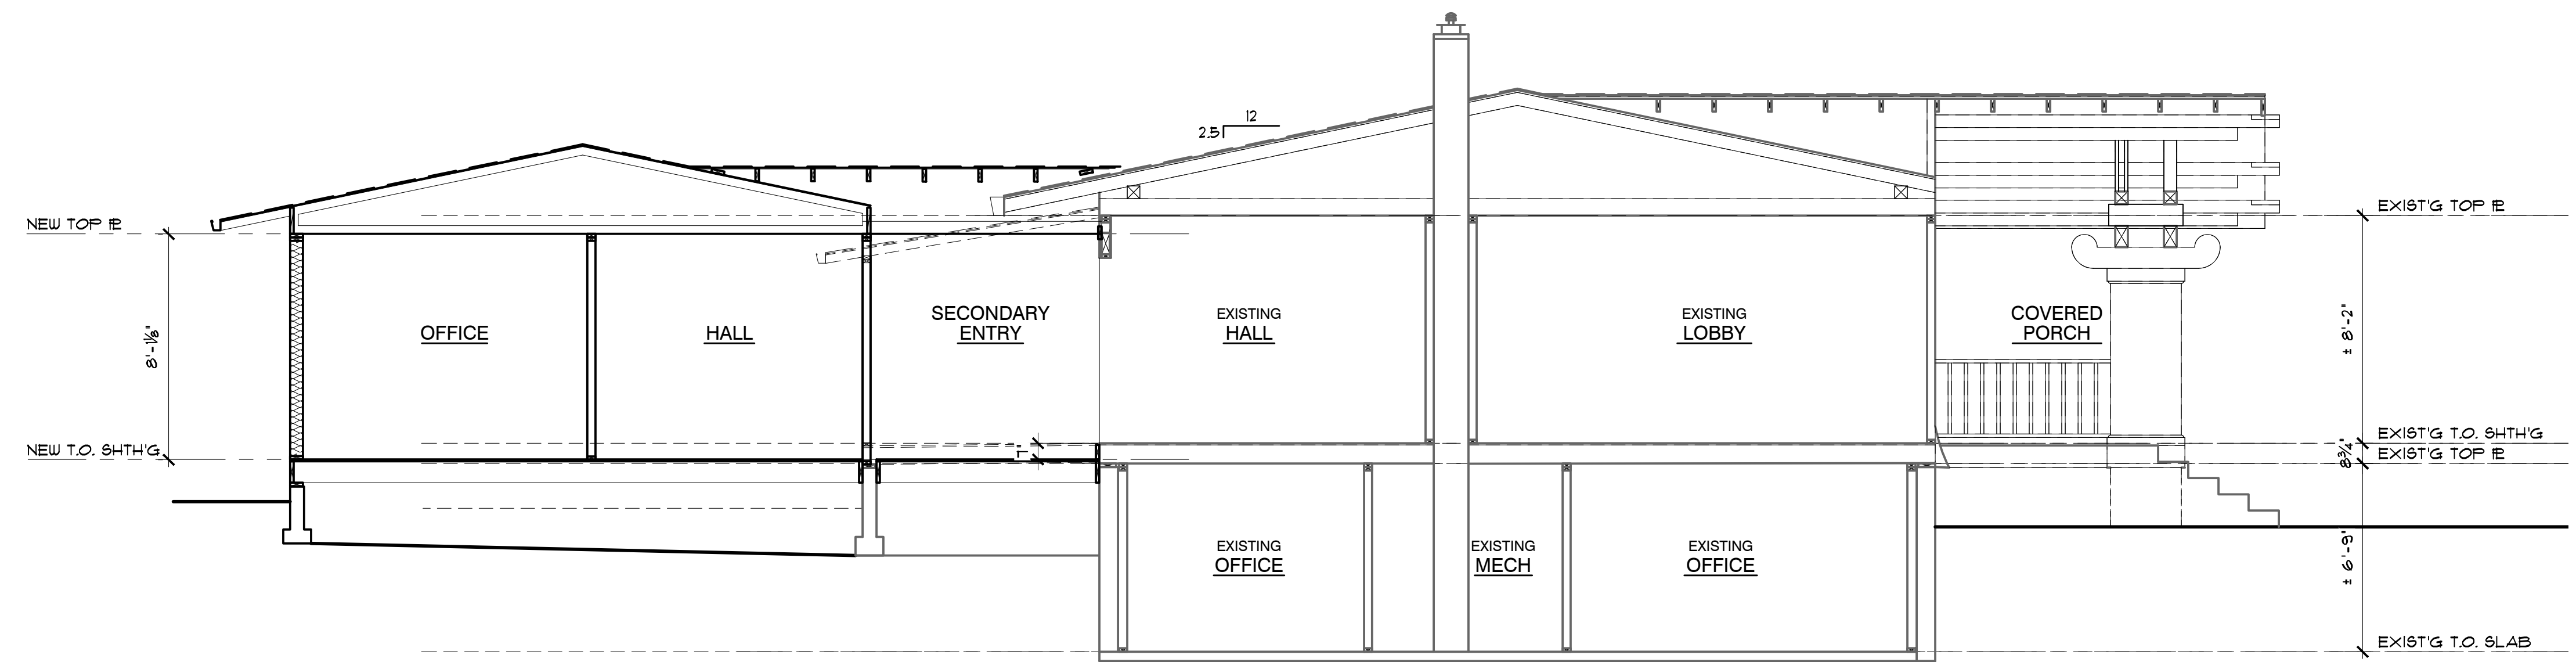 12
2.5
NEW TOP PL
EXIST'G TOP PL
8'-1⅛"
OFFICE
HALL
SECONDARY
ENTRY
EXISTING
HALL
EXISTING
LOBBY
COVERED
PORCH
± 8'-2"
NEW T.O. SHTH'G
1"
EXIST'G T.O. SHTH'G
EXIST'G TOP PL
8¾"
EXISTING
OFFICE
EXISTING
MECH
EXISTING
OFFICE
± 6'-9"
EXIST'G T.O. SLAB